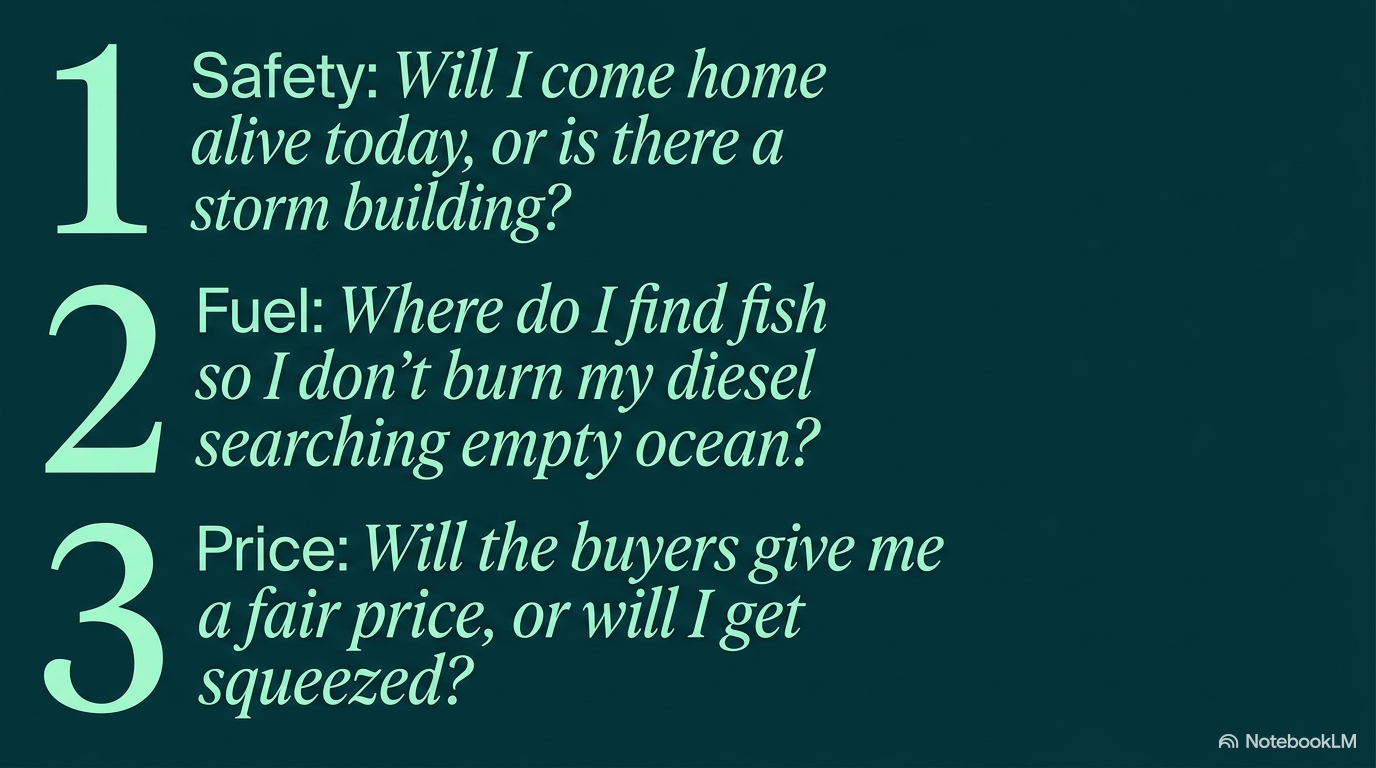 1
Safety: Will I come home
alive today, or is there a
storm building?
2
Fuel: Where do I find fish
so I don’t burn my diesel
searching empty ocean?
3
Price: Will the buyers give me
a fair price, or will I get
squeezed?
NotebookLM